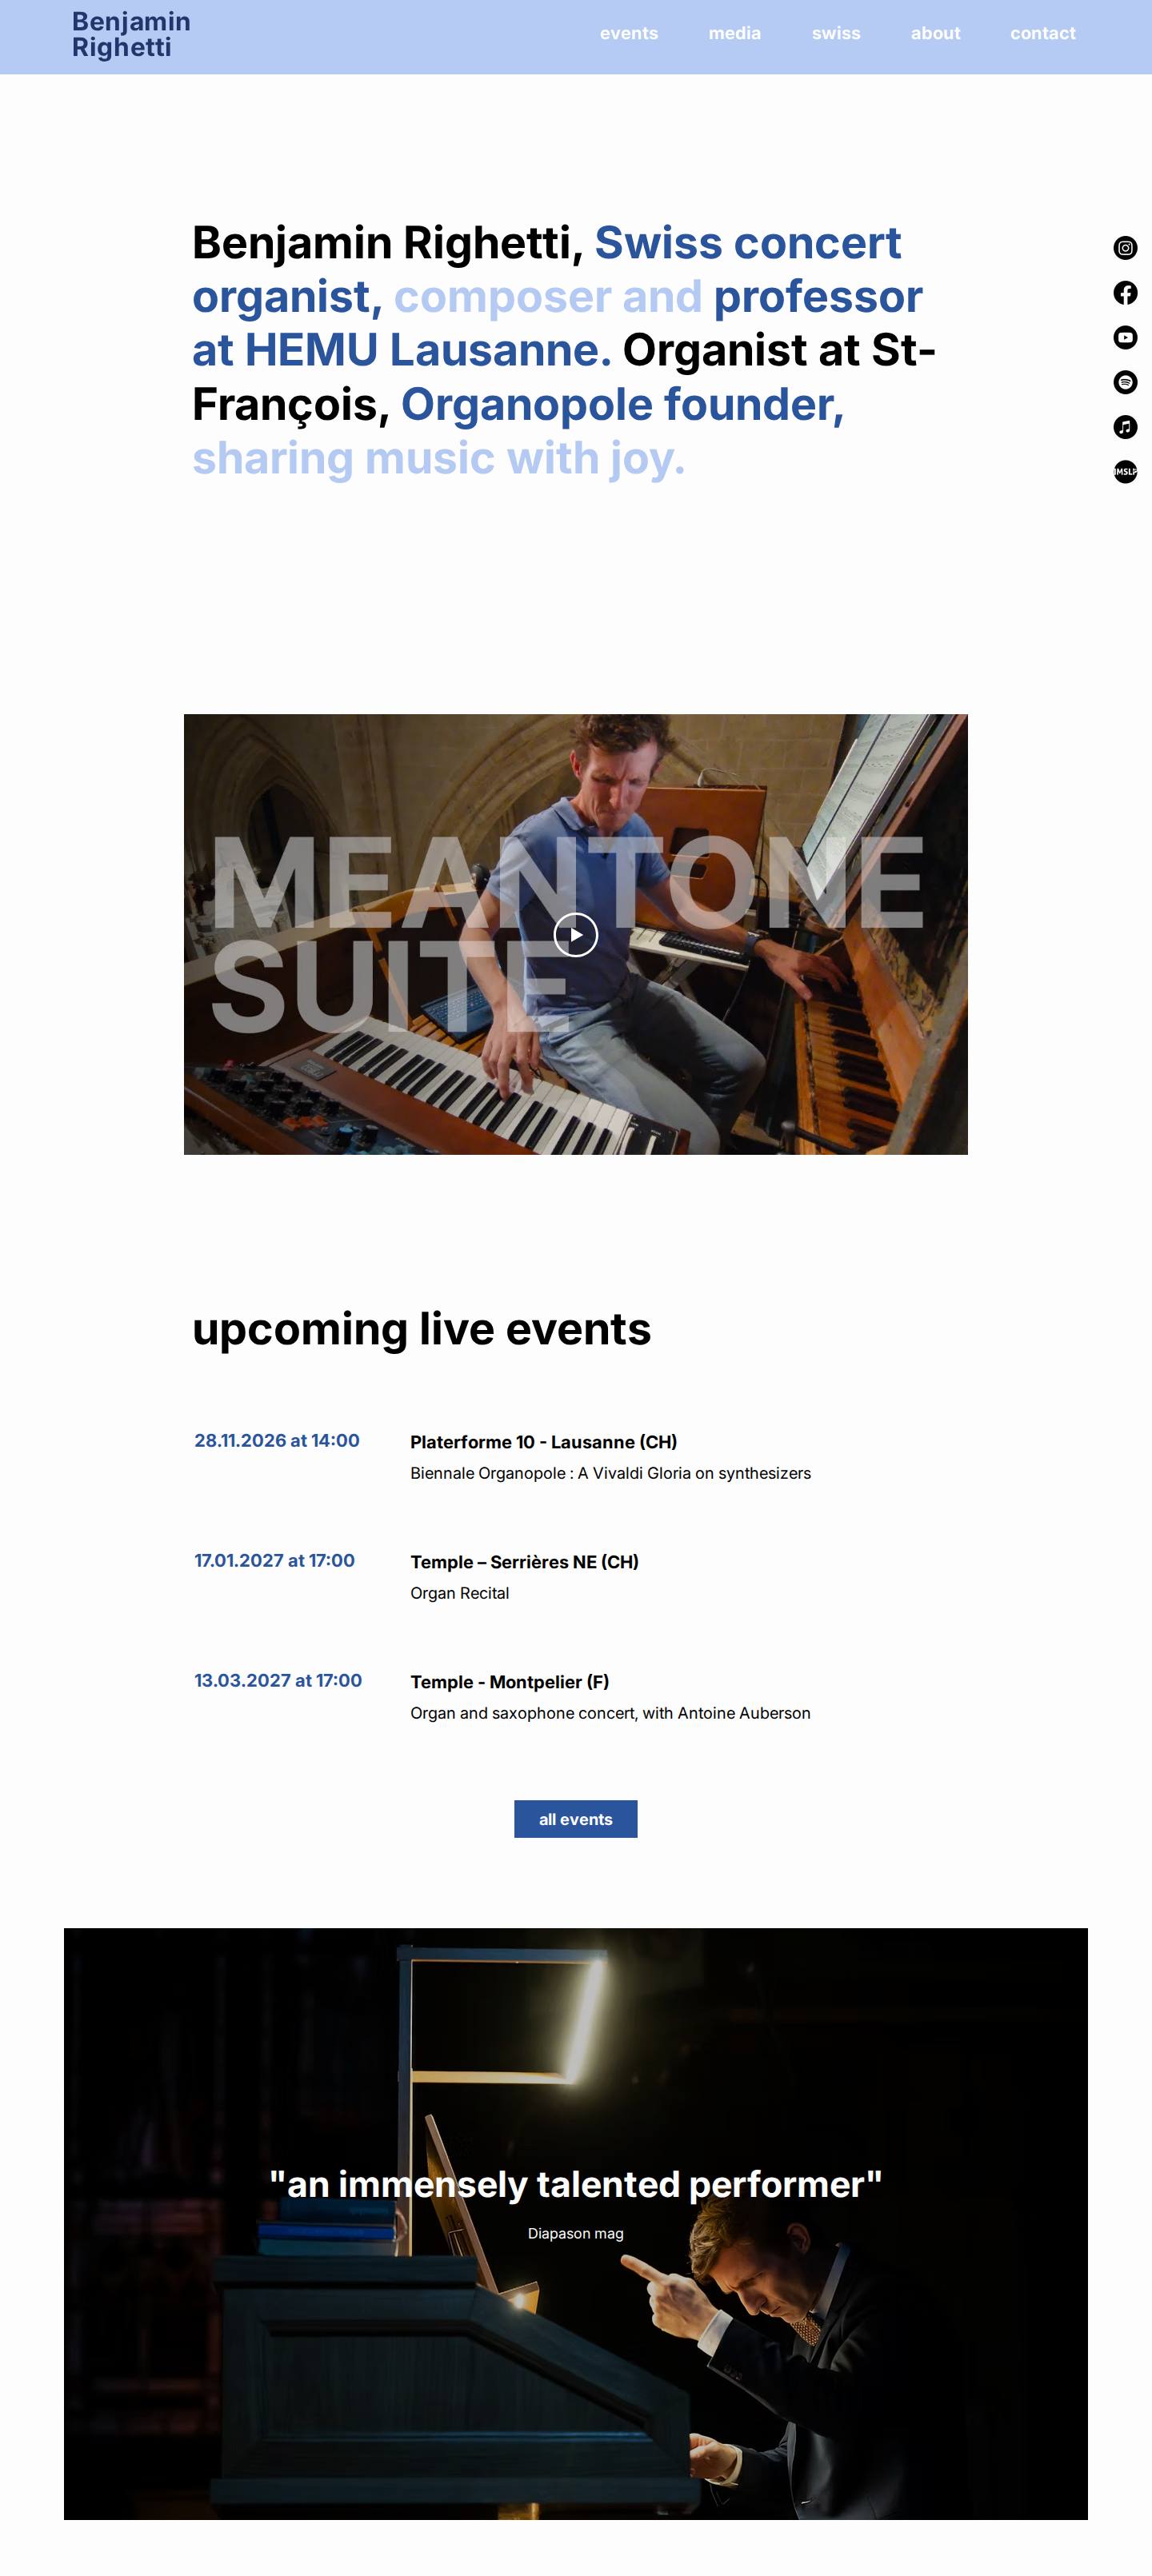 Benjamin
Righetti
events media swiss about contact
Benjamin Righetti, Swiss concert
organist, composer and professor
at HEMU Lausanne. Organist at St-
François, Organopole founder,
sharing music with joy.
IMSLP
MEANTONE
SUITE
upcoming live events
28.11.2026 at 14:00
Plateforme 10 - Lausanne (CH)
Biennale Organopole : A Vivaldi Gloria on synthesizers
17.01.2027 at 17:00
Temple – Serrières NE (CH)
Organ Recital
13.03.2027 at 17:00
Temple - Montpelier (F)
Organ and saxophone concert, with Antoine Auberson
all events
"an immensely talented performer"
Diapason mag